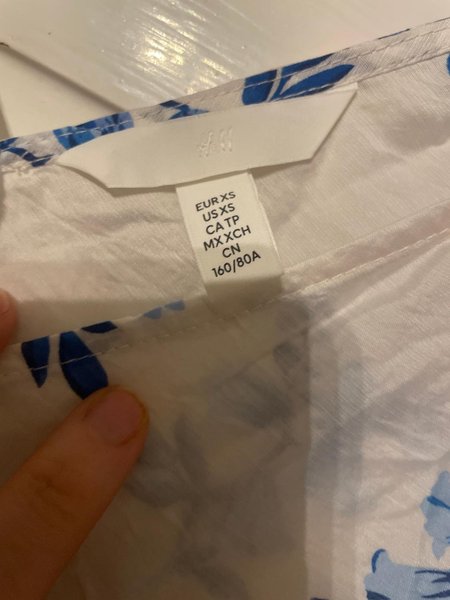 H&M
EUR XS
US XS
CA TP
MX XCH
CN
160/80A